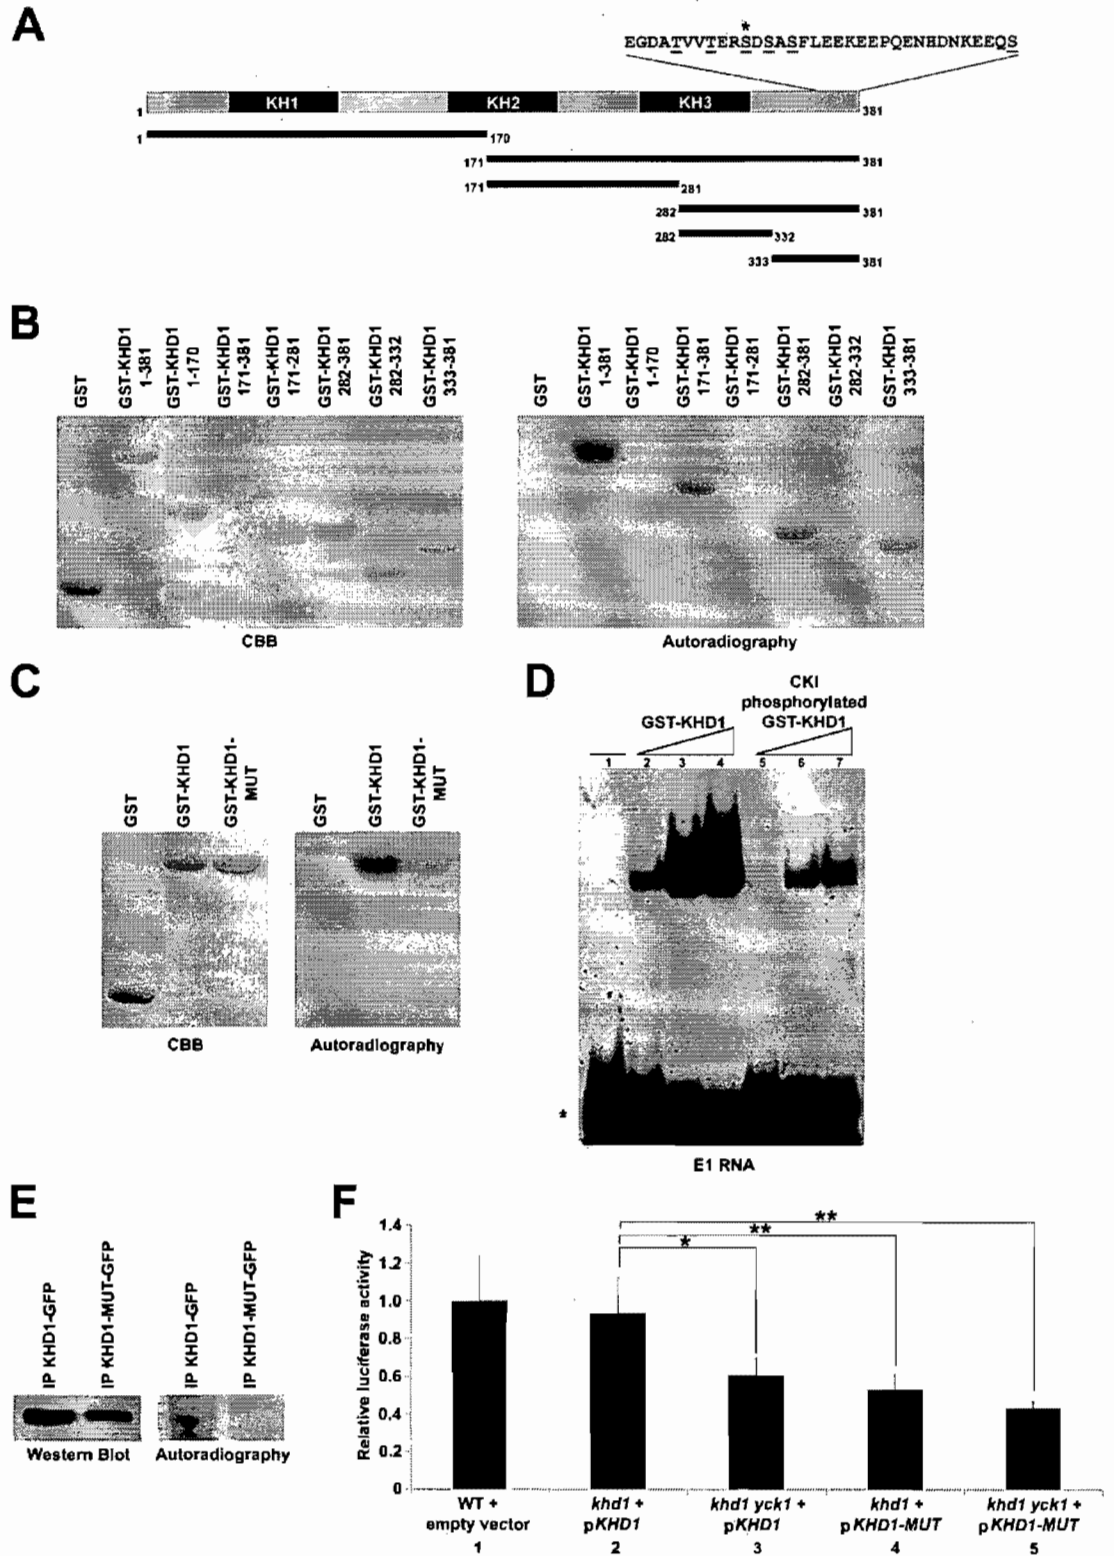 A
*
EGDATVVTERSDSASFLEEKEEPQENHDNKEEQS
KH1 KH2 KH3
1 381
1 170
171 381
171 281
282 381
282 332
333 381
B
GST
GST-KHD1 1-381
GST-KHD1 1-170
GST-KHD1 171-381
GST-KHD1 171-281
GST-KHD1 282-381
GST-KHD1 282-332
GST-KHD1 333-381
CBB
GST
GST-KHD1 1-381
GST-KHD1 1-170
GST-KHD1 171-381
GST-KHD1 171-281
GST-KHD1 282-381
GST-KHD1 282-332
GST-KHD1 333-381
Autoradiography
C
GST
GST-KHD1
GST-KHD1-MUT
CBB
GST
GST-KHD1
GST-KHD1-MUT
Autoradiography
D
CKI
phosphorylated
GST-KHD1 GST-KHD1
1 2 3 4 5 6 7
*
E1 RNA
E
IP KHD1-GFP
IP KHD1-MUT-GFP
Western Blot
IP KHD1-GFP
IP KHD1-MUT-GFP
Autoradiography
F
Relative luciferase activity
1.4
1.2
1.0
0.8
0.6
0.4
0.2
0
**
**
*
WT + khd1 + khd1 yck1 + khd1 + khd1 yck1 +
empty vector pKHD1 pKHD1 pKHD1-MUT pKHD1-MUT
1 2 3 4 5